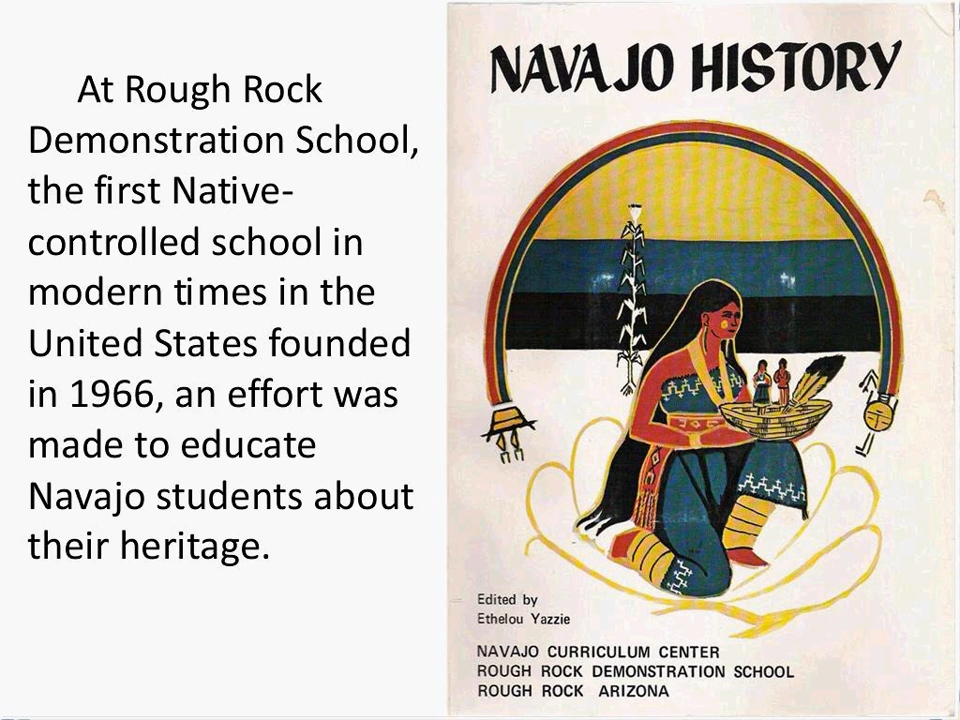 At Rough Rock
Demonstration School,
the first Native-
controlled school in
modern times in the
United States founded
in 1966, an effort was
made to educate
Navajo students about
their heritage.
NAVAJO HISTORY
Edited by
Ethelou Yazzie
NAVAJO CURRICULUM CENTER
ROUGH ROCK DEMONSTRATION SCHOOL
ROUGH ROCK ARIZONA